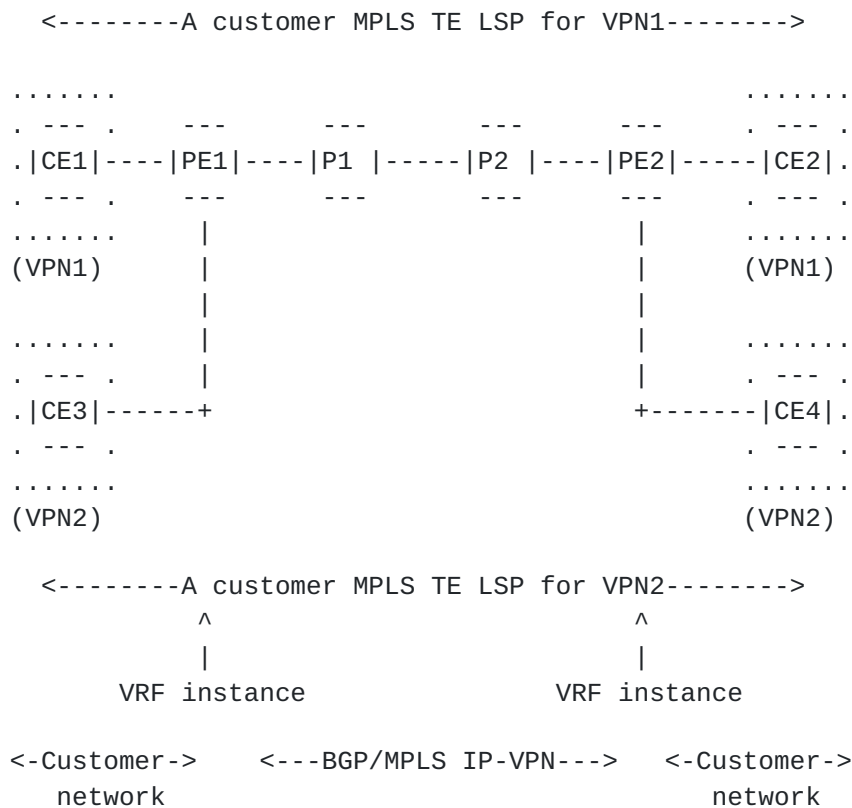 <--------A customer MPLS TE LSP for VPN1-------->
.......                                   .......
. --- .    ---      ---       ---     ---     . --- .
.|CE1|----|PE1|----|P1 |-----|P2 |----|PE2|-----|CE2|.
. --- .    ---      ---       ---     ---     . --- .
.......     |                       |     .......
(VPN1)      |                       |      (VPN1)
            |                       |
.......     |                       |     .......
. --- .     |                       |     . --- .
.|CE3|------+                       +-------|CE4|.
. --- .                                   . --- .
.......                                   .......
(VPN2)                                    (VPN2)
<--------A customer MPLS TE LSP for VPN2-------->
            ^                       ^
            |                       |
      VRF instance             VRF instance
<-Customer->   <---BGP/MPLS IP-VPN--->   <-Customer->
  network                                  network